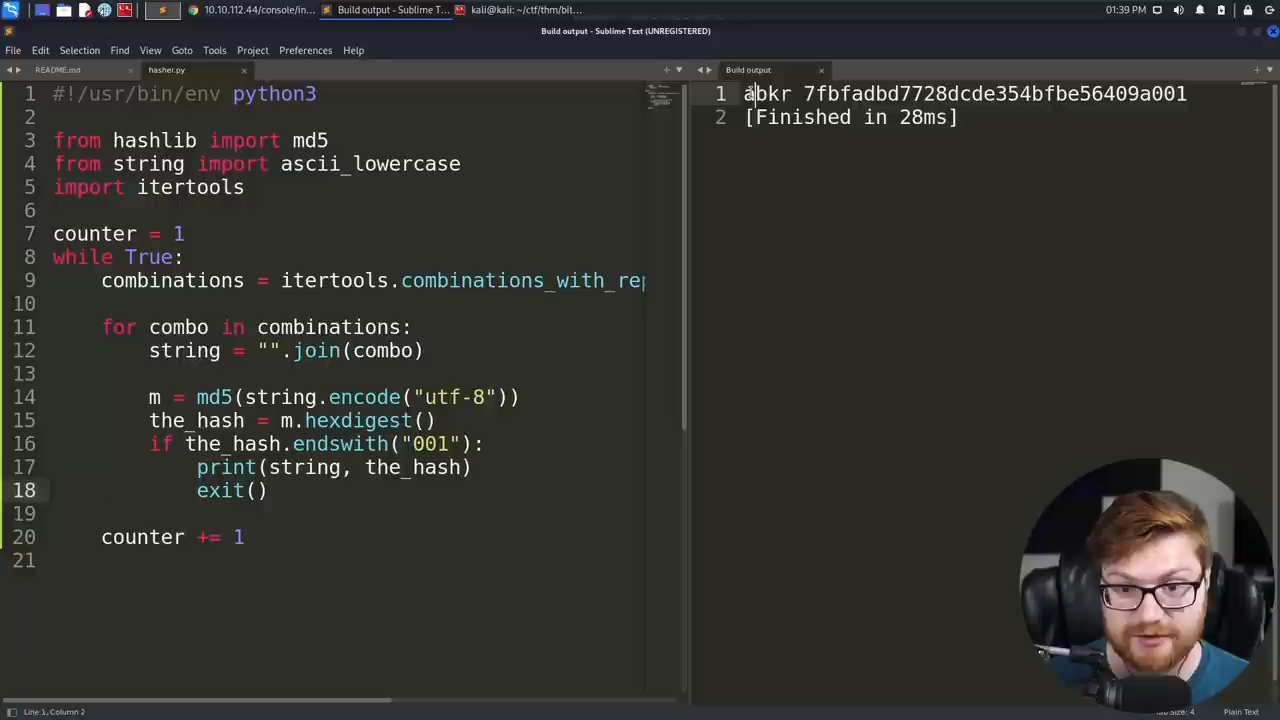 10.10.112.44/console/in...
Build output - Sublime T...
kali@kali: ~/ctf/thm/bit...
01:39 PM
Build output - Sublime Text (UNREGISTERED)
File Edit Selection Find View Goto Tools Project Preferences Help
README.md
hasher.py
1 #!/usr/bin/env python3
2
3 from hashlib import md5
4 from string import ascii_lowercase
5 import itertools
6
7 counter = 1
8 while True:
9 combinations = itertools.combinations_with_rep
10
11 for combo in combinations:
12 string = "".join(combo)
13
14 m = md5(string.encode("utf-8"))
15 the_hash = m.hexdigest()
16 if the_hash.endswith("001"):
17 print(string, the_hash)
18 exit()
19
20 counter += 1
21
Build output
1 abkr 7fbfadbd7728dcde354bfbe56409a001
2 [Finished in 28ms]
Line 1, Column 2
Size: 4
Plain Text